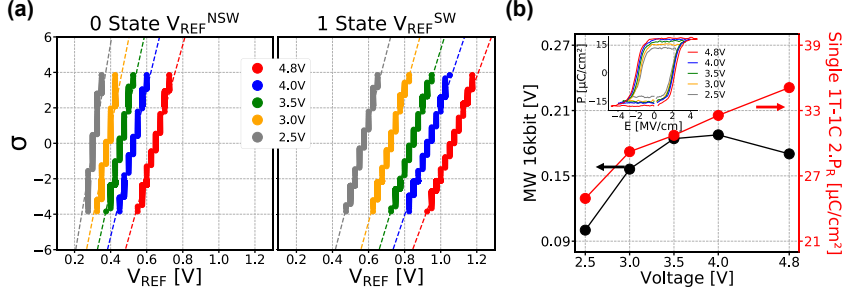 (a)
0 State V_REF^NSW
1 State V_REF^SW
σ
6
4
2
0
−2
−4
−6
4.8V
4.0V
3.5V
3.0V
2.5V
0.2 0.4 0.6 0.8 1.0 1.2
0.2 0.4 0.6 0.8 1.0 1.2
V_REF [V]
V_REF [V]
(b)
MW 16kbit [V]
0.27
0.21
0.15
0.09
P [μC/cm²]
15
0
−15
−4 −2 0 2 4
E [MV/cm]
4.8V
4.0V
3.5V
3.0V
2.5V
39
33
27
21
Single 1T-1C 2.P_R [μC/cm²]
2.5 3.0 3.5 4.0 4.8
Voltage [V]